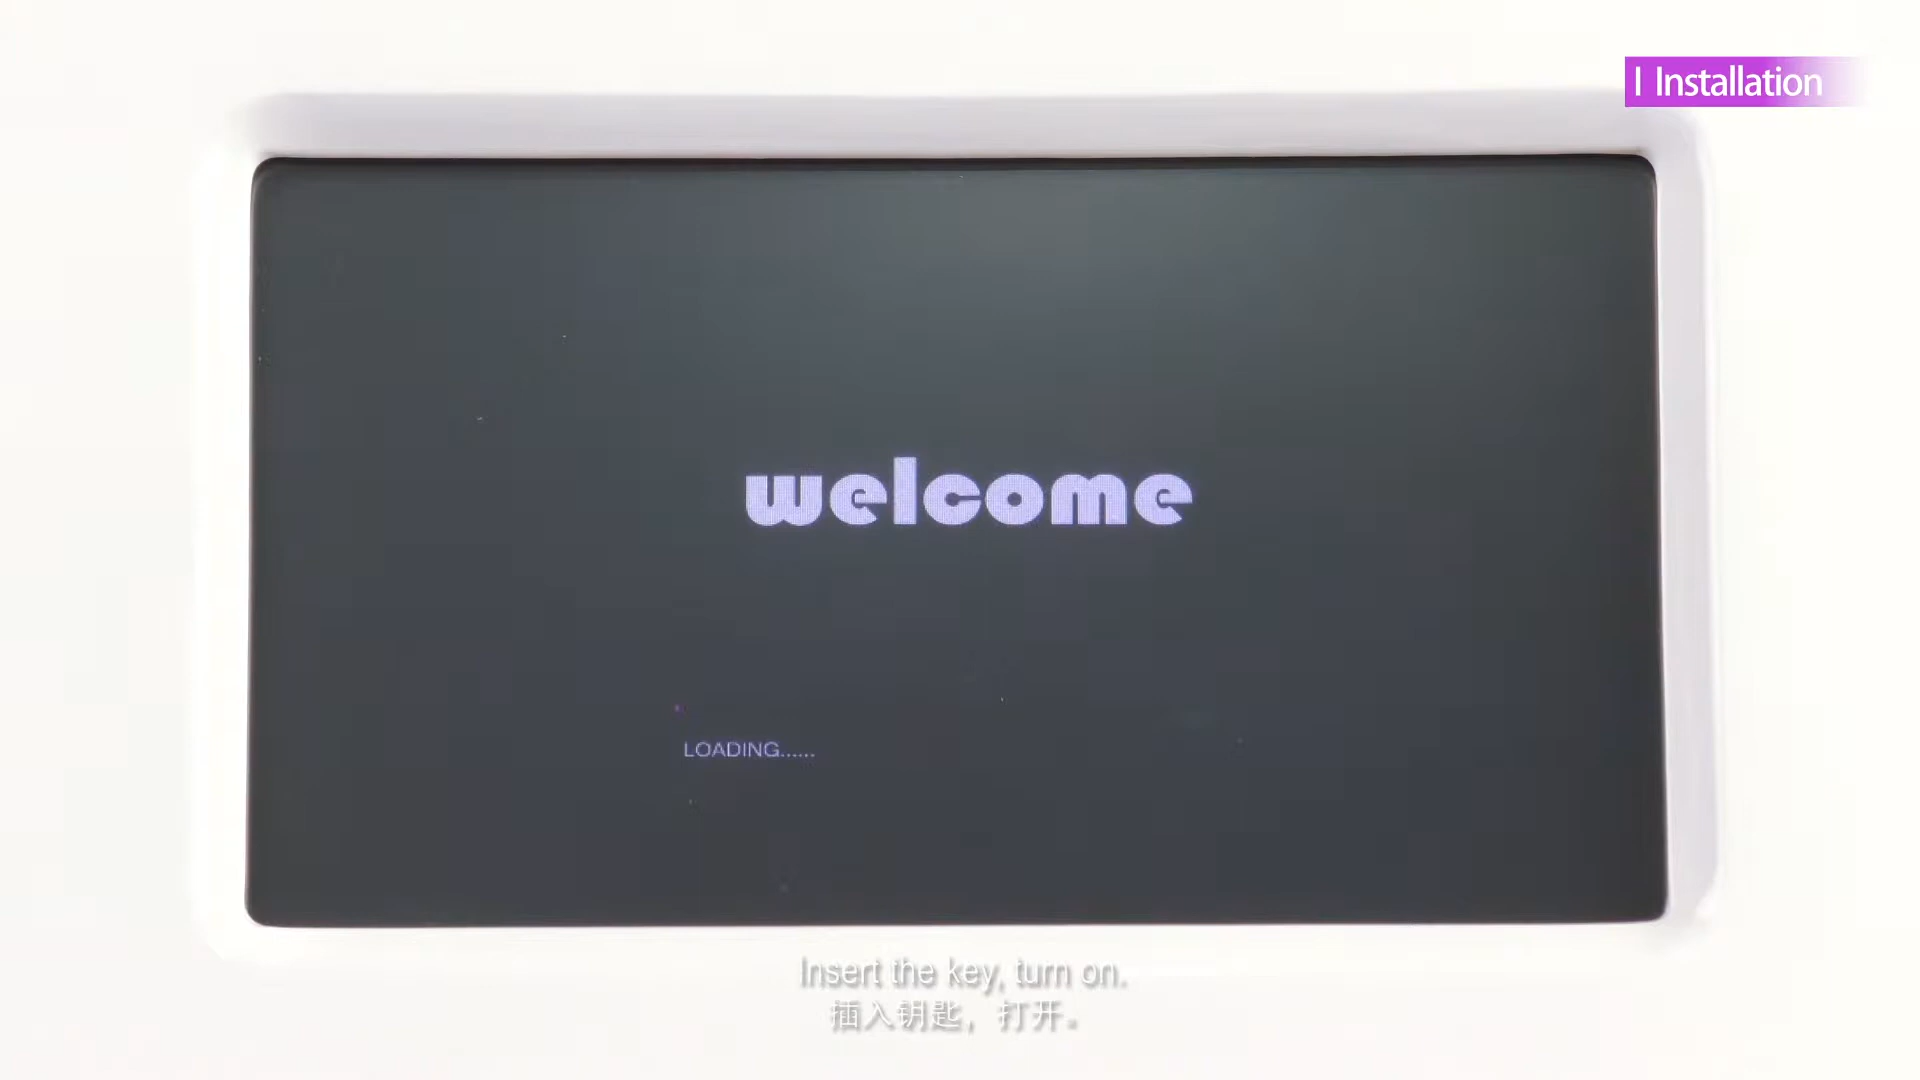 I Installation
welcome
LOADING......
Insert the key, turn on.
插入钥匙，打开。